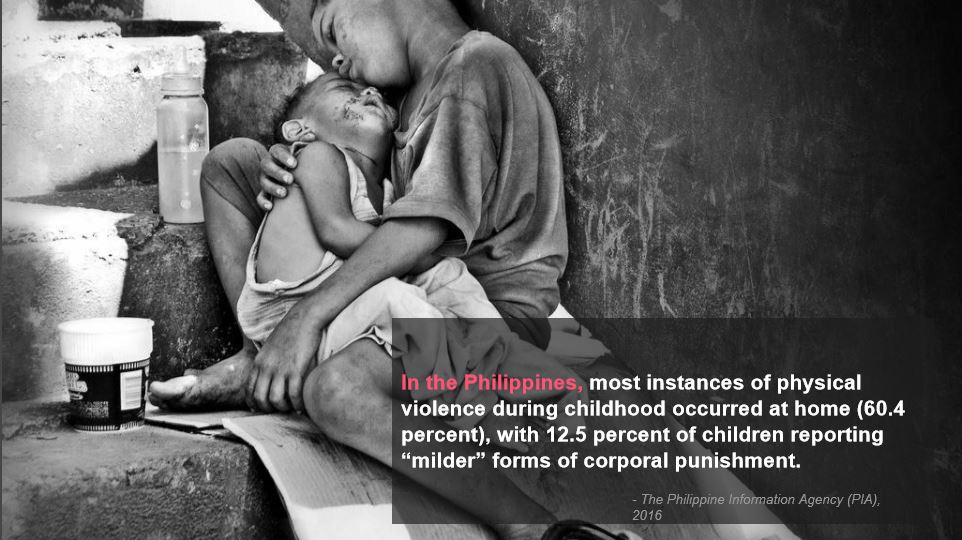 In the Philippines, most instances of physical
violence during childhood occurred at home (60.4
percent), with 12.5 percent of children reporting
“milder” forms of corporal punishment.
- The Philippine Information Agency (PIA),
2016